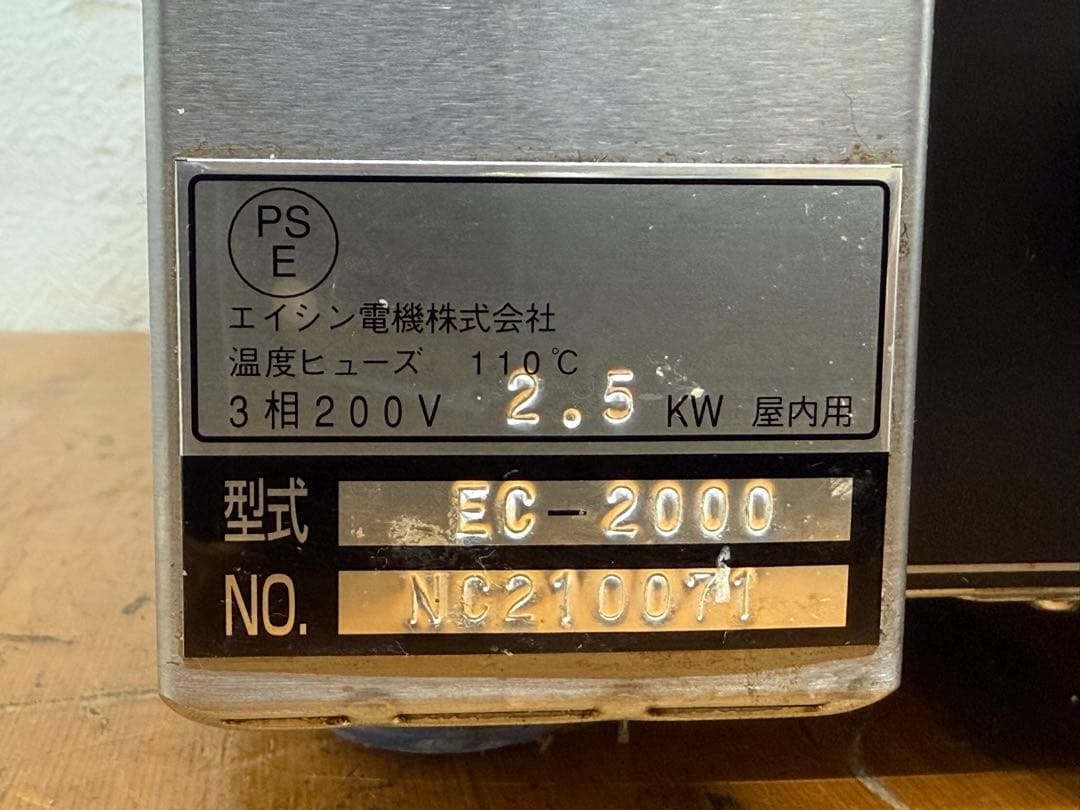 PS
E
エイシン電機株式会社
温度ヒューズ 110℃
3相200V 2.5 KW 屋内用
型式 EC-2000
NO. NC210071